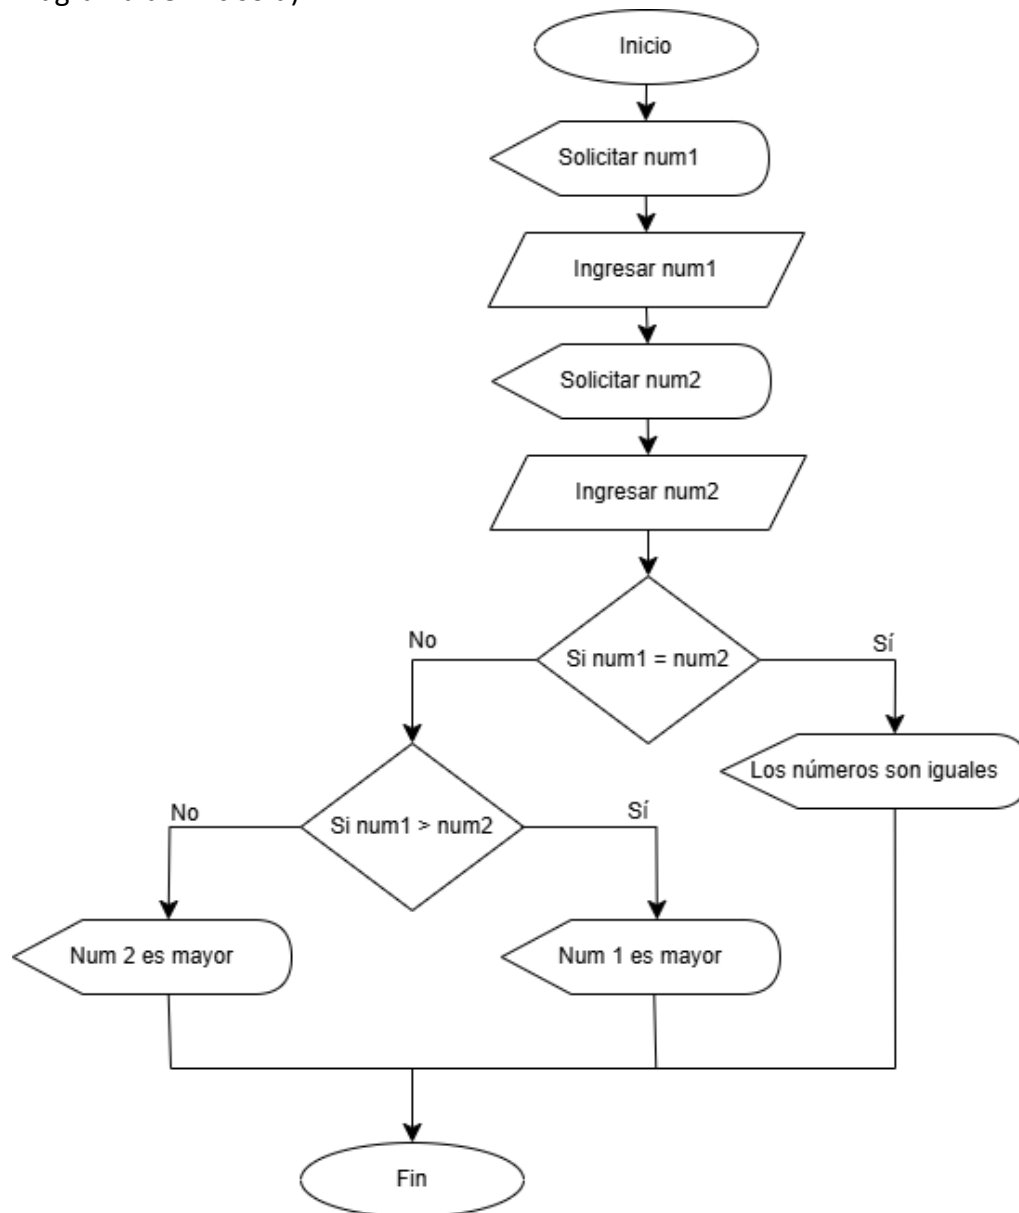 Inicio
Solicitar num1
Ingresar num1
Solicitar num2
Ingresar num2
Si num1 = num2
No
Sí
Los números son iguales
Si num1 > num2
No
Sí
Num 2 es mayor
Num 1 es mayor
Fin